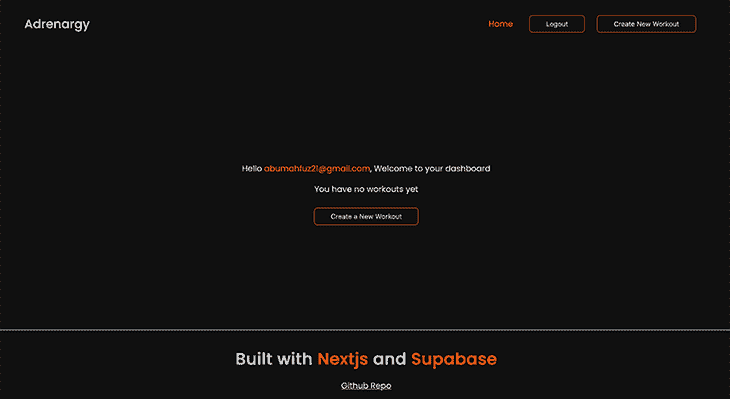 Adrenargy
Home
Logout
Create New Workout
Hello abumahfuz21@gmail.com, Welcome to your dashboard
You have no workouts yet
Create a New Workout
Built with Nextjs and Supabase
Github Repo